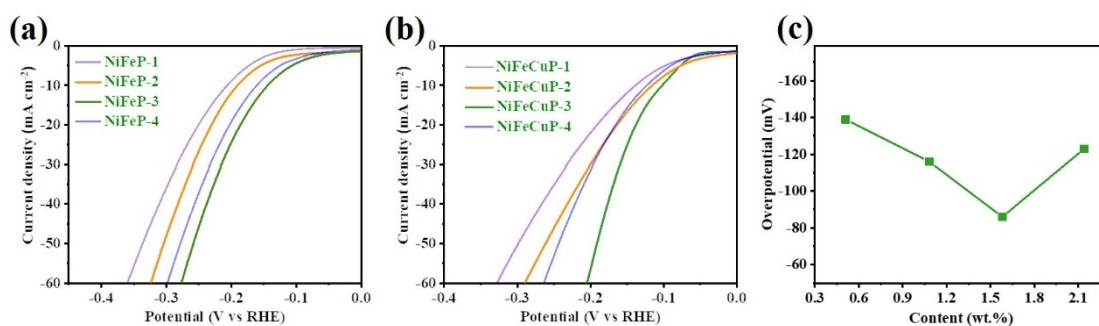 (a)
NiFeP-1
NiFeP-2
NiFeP-3
NiFeP-4
0
-10
-20
-30
-40
-50
-60
Current density (mA cm⁻²)
-0.4 -0.3 -0.2 -0.1 0.0
Potential (V vs RHE)
(b)
NiFeCuP-1
NiFeCuP-2
NiFeCuP-3
NiFeCuP-4
0
-10
-20
-30
-40
-50
-60
Current density (mA cm⁻²)
-0.4 -0.3 -0.2 -0.1 0.0
Potential (V vs RHE)
(c)
-160
-140
-120
-100
-80
-60
Overpotential (mV)
0.3 0.6 0.9 1.2 1.5 1.8 2.1
Content (wt.%)